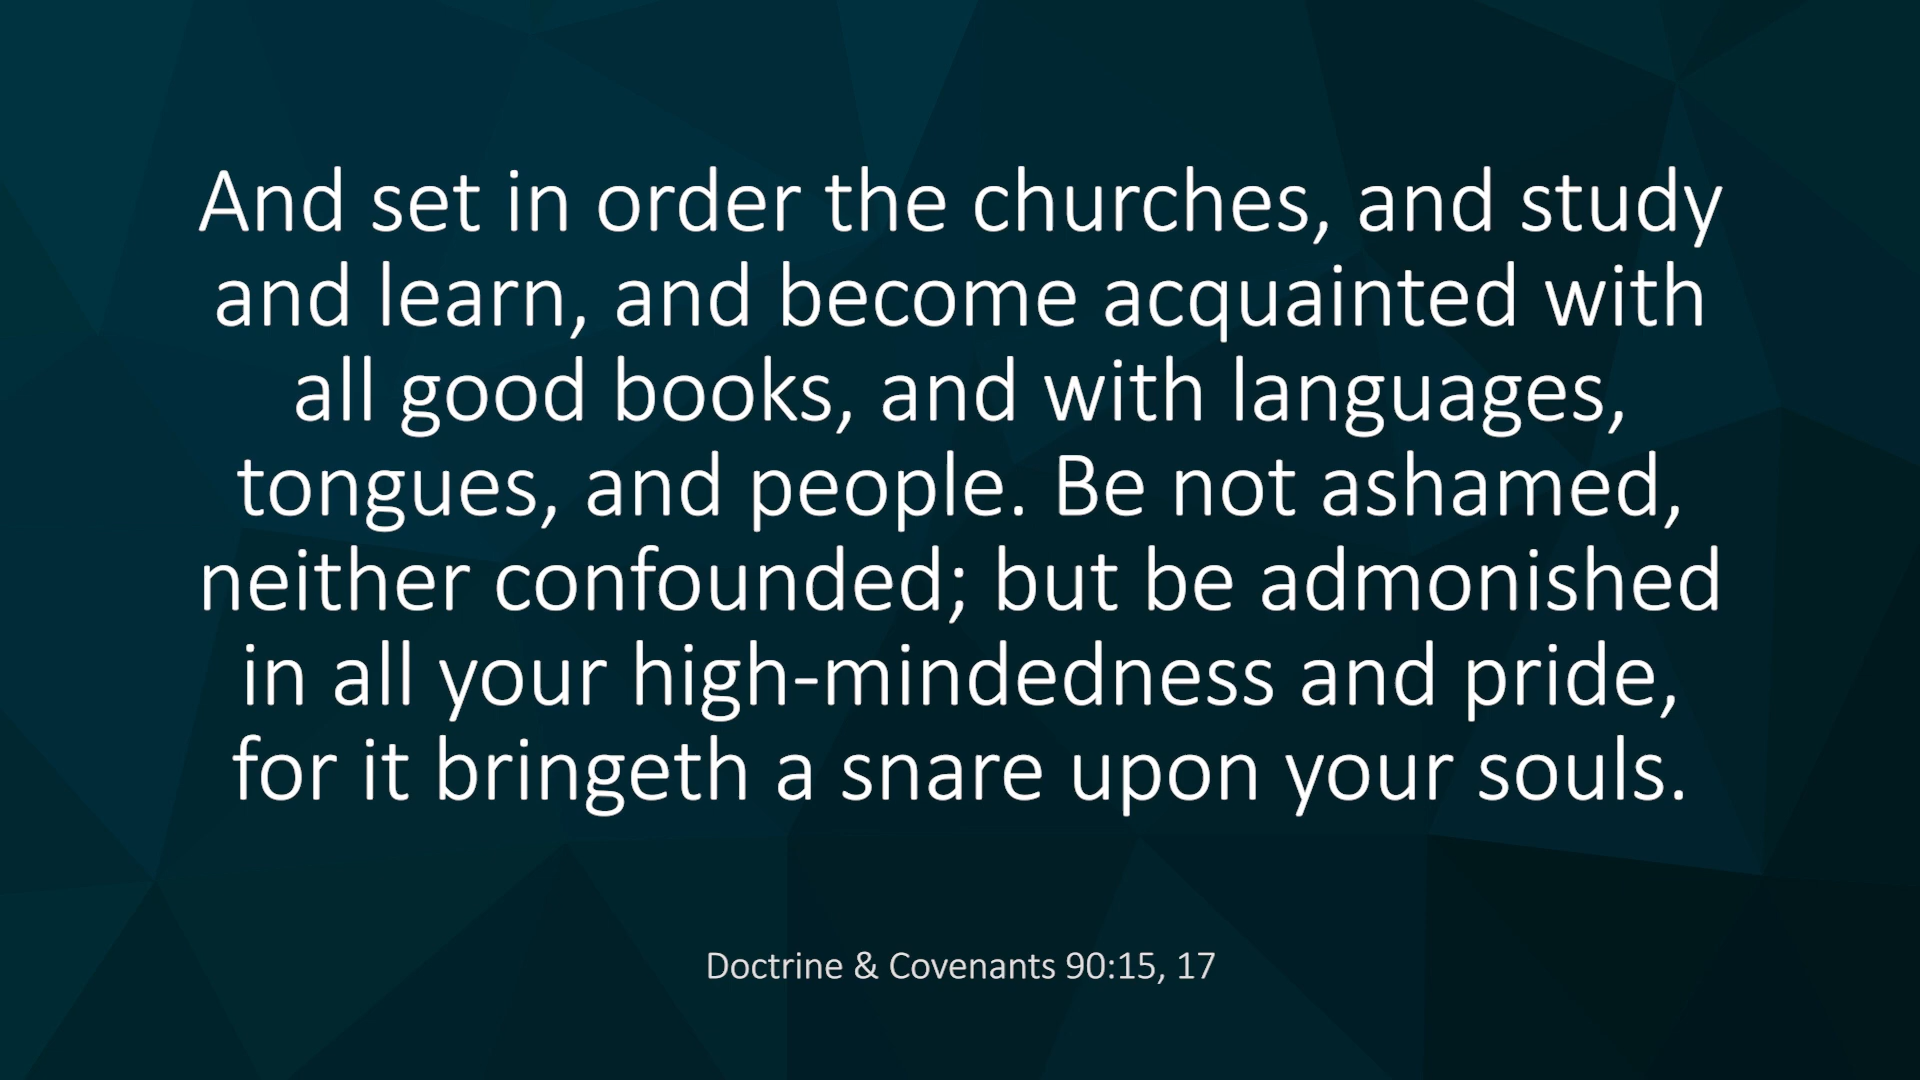 And set in order the churches, and study
and learn, and become acquainted with
all good books, and with languages,
tongues, and people. Be not ashamed,
neither confounded; but be admonished
in all your high-mindedness and pride,
for it bringeth a snare upon your souls.
Doctrine & Covenants 90:15, 17